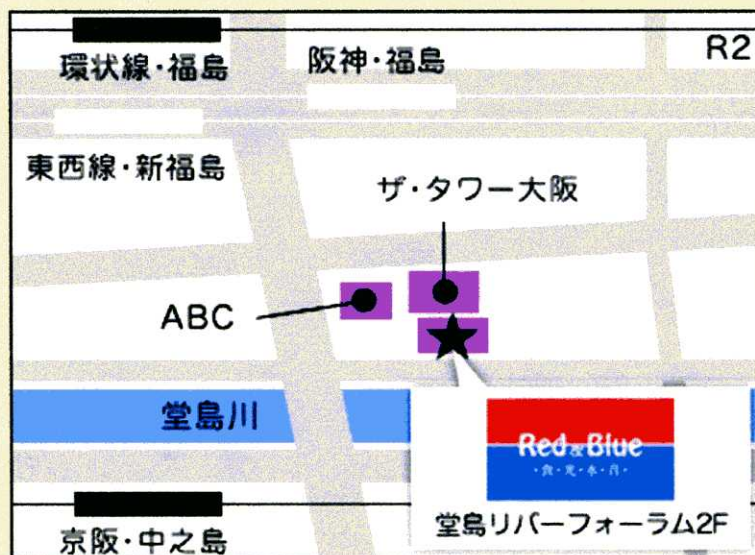 環状線・福島
阪神・福島
R2
東西線・新福島
ザ・タワー大阪
ABC
堂島川
Red & Blue
堂島リバーフォーラム2F
京阪・中之島